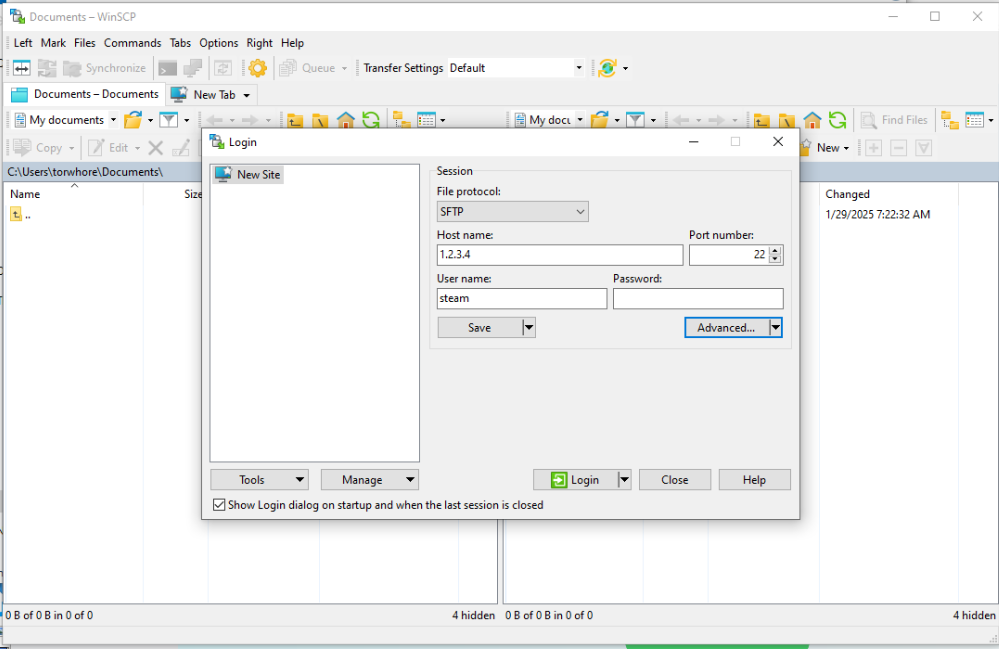 Documents – WinSCP
Left Mark Files Commands Tabs Options Right Help
Synchronize Queue Transfer Settings Default
Documents – Documents New Tab
My documents My docu Find Files
Copy Edit New
C:\Users\torwhore\Documents\
Name Size Changed
.. 1/29/2025 7:22:32 AM
Login
New Site
Session
File protocol:
SFTP
Host name: Port number:
1.2.3.4 22
User name: Password:
steam
Save Advanced...
Tools Manage Login Close Help
Show Login dialog on startup and when the last session is closed
0 B of 0 B in 0 of 0 4 hidden 0 B of 0 B in 0 of 0 4 hidden